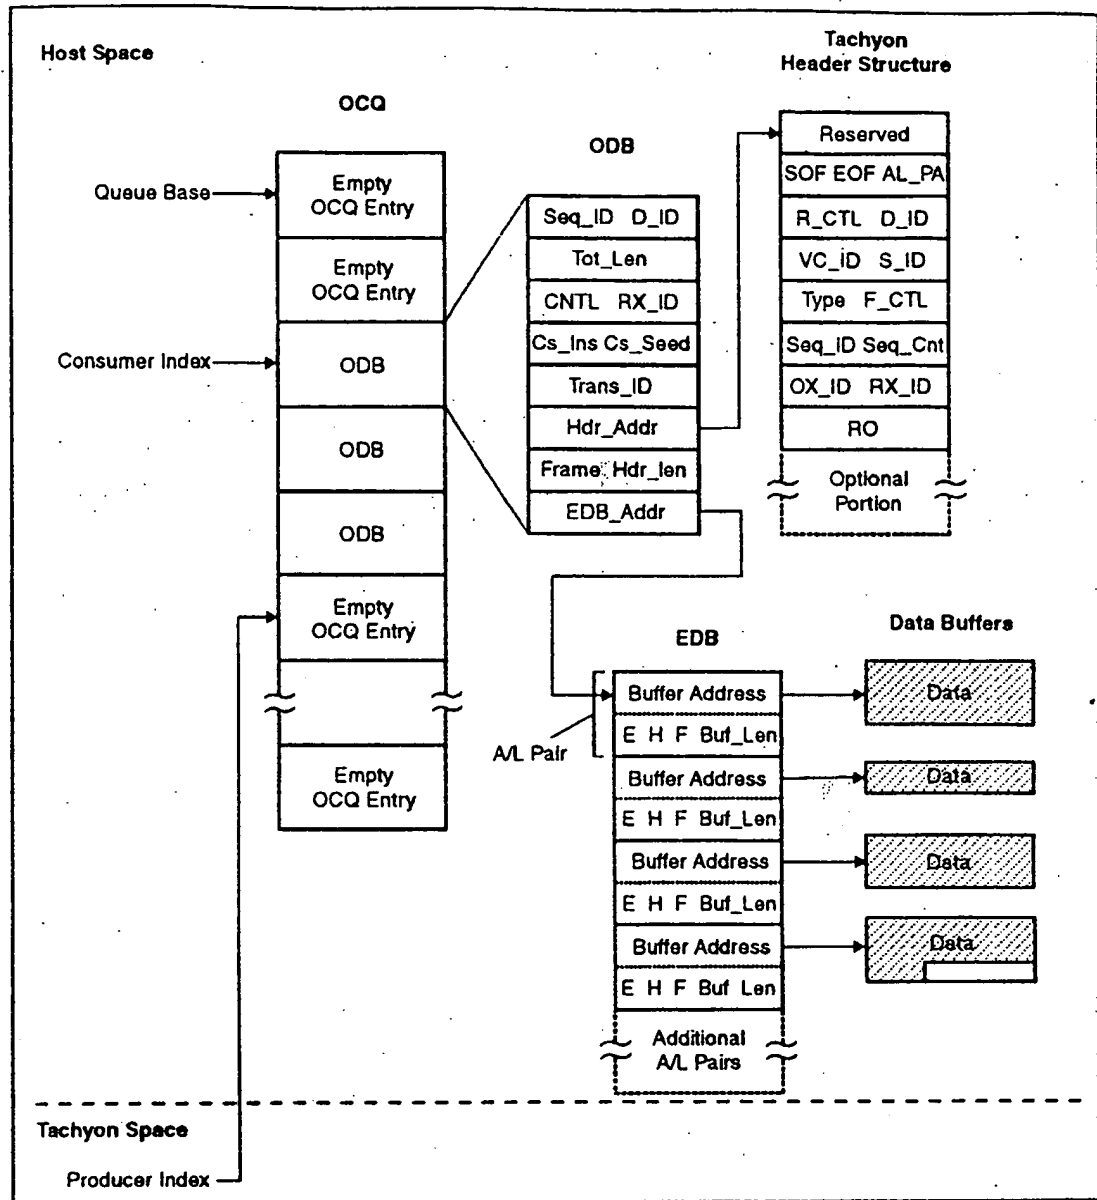 Host Space
Tachyon
Header Structure
OCQ
ODB
Queue Base
Empty
OCQ Entry
Empty
OCQ Entry
Consumer Index
ODB
ODB
ODB
Empty
OCQ Entry
Empty
OCQ Entry
Seq_ID D_ID
Tot_Len
CNTL RX_ID
Cs_Ins Cs_Seed
Trans_ID
Hdr_Addr
Frame Hdr_len
EDB_Addr
Reserved
SOF EOF AL_PA
R_CTL D_ID
VC_ID S_ID
Type F_CTL
Seq_ID Seq_Cnt
OX_ID RX_ID
RO
Optional
Portion
EDB
Data Buffers
A/L Pair
Buffer Address
E H F Buf_Len
Buffer Address
E H F Buf_Len
Buffer Address
E H F Buf_Len
Buffer Address
E H F Buf Len
Additional
A/L Pairs
Data
Data
Data
Data
Tachyon Space
Producer Index